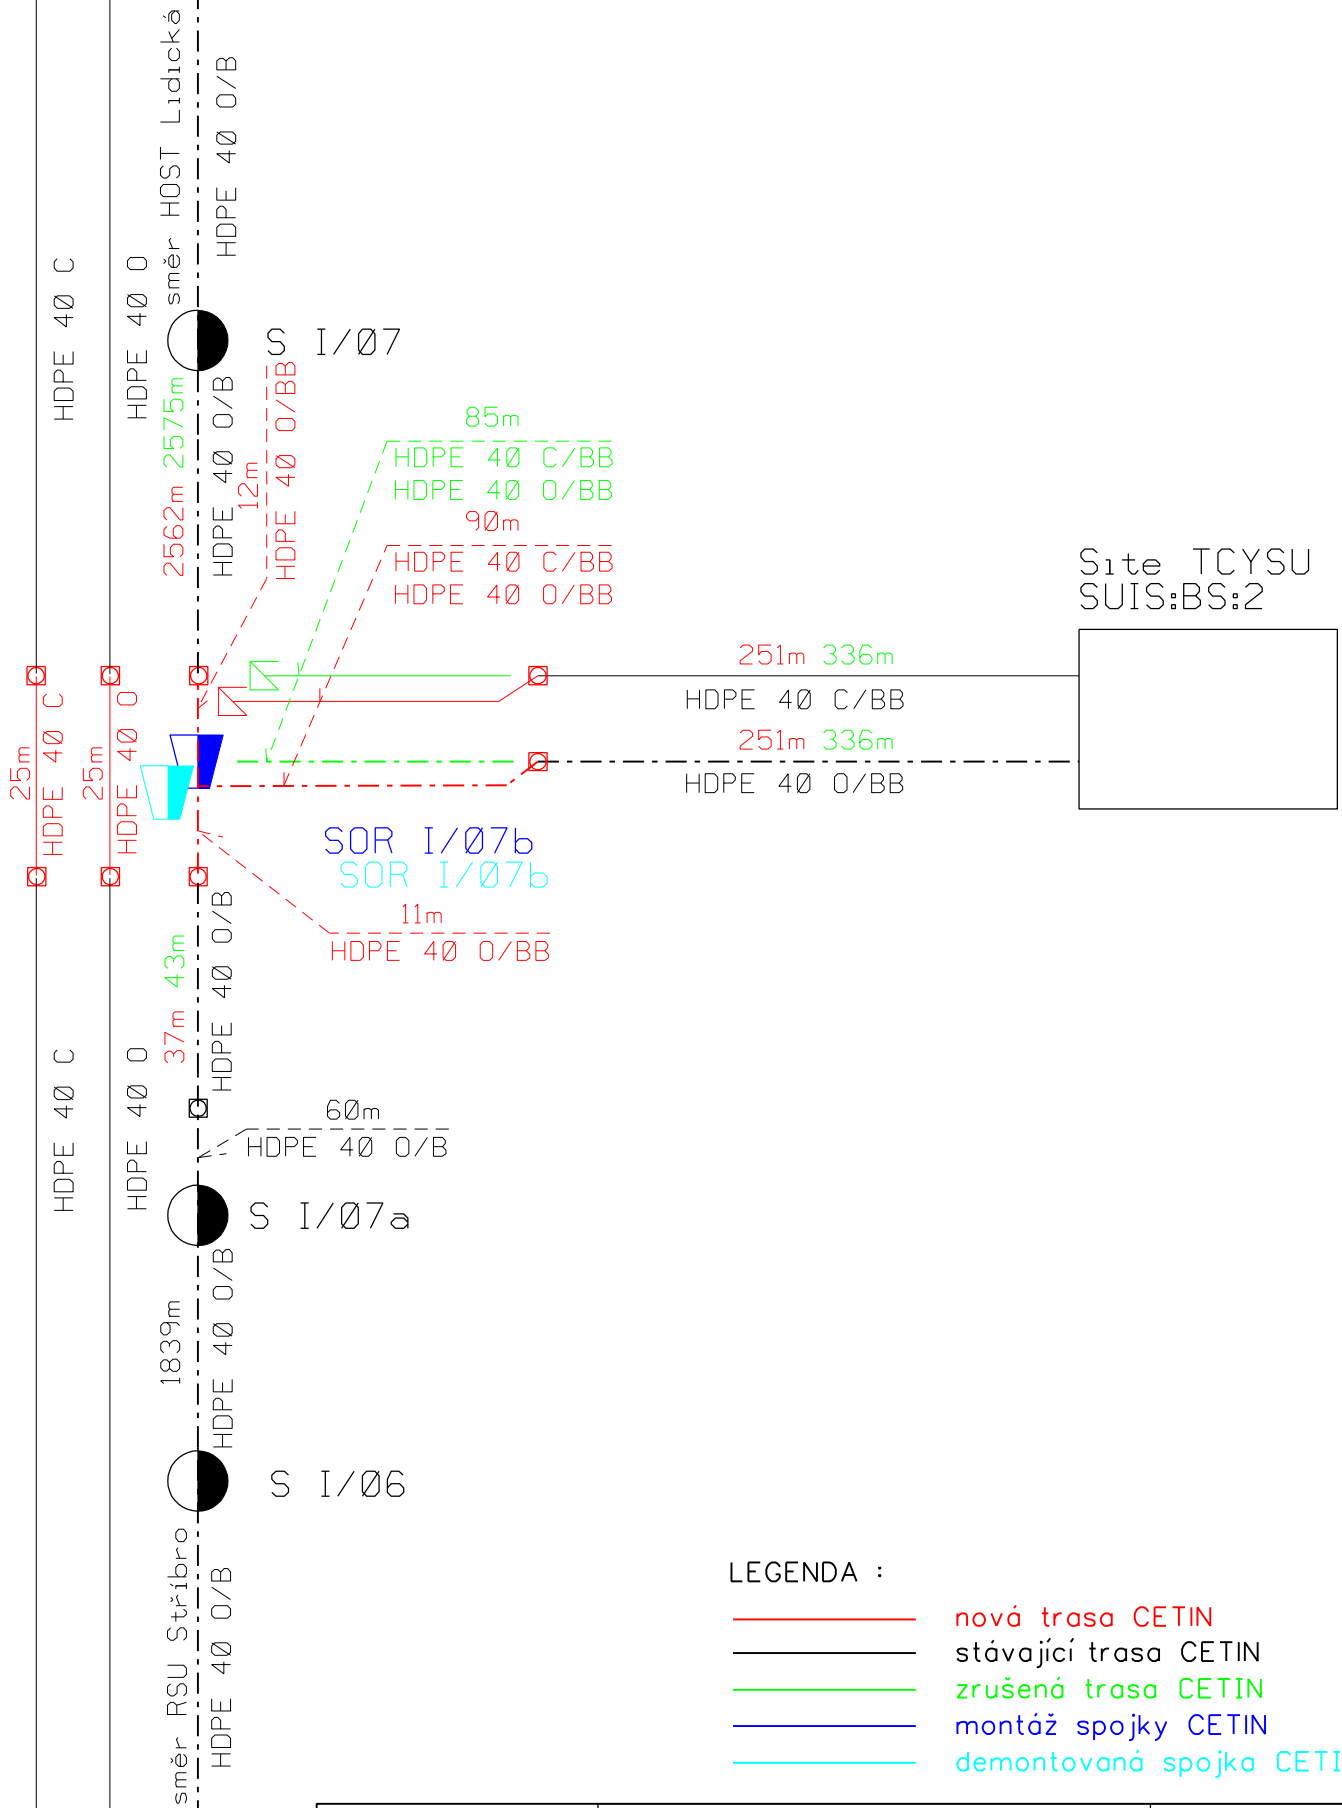 směr HOST Lidická
HDPE 40 O/B
HDPE 40 C
HDPE 40 O
S I/07
2562m 2575m
HDPE 40 O/B
12m
HDPE 40 O/BB
85m
HDPE 40 C/BB
HDPE 40 O/BB
90m
HDPE 40 C/BB
HDPE 40 O/BB
Site TCYSU
SUIS:BS:2
251m 336m
HDPE 40 C/BB
251m 336m
HDPE 40 O/BB
25m
HDPE 40 C
25m
HDPE 40 O
SOR I/07b
SOR I/07b
11m
HDPE 40 O/BB
37m 43m
HDPE 40 O/B
HDPE 40 C
HDPE 40 O
60m
HDPE 40 O/B
S I/07a
1839m
HDPE 40 O/B
S I/06
směr RSU Stříbro
HDPE 40 O/B
LEGENDA :
nová trasa CETIN
stávající trasa CETIN
zrušená trasa CETIN
montáž spojky CETIN
demontovaná spojka CETI